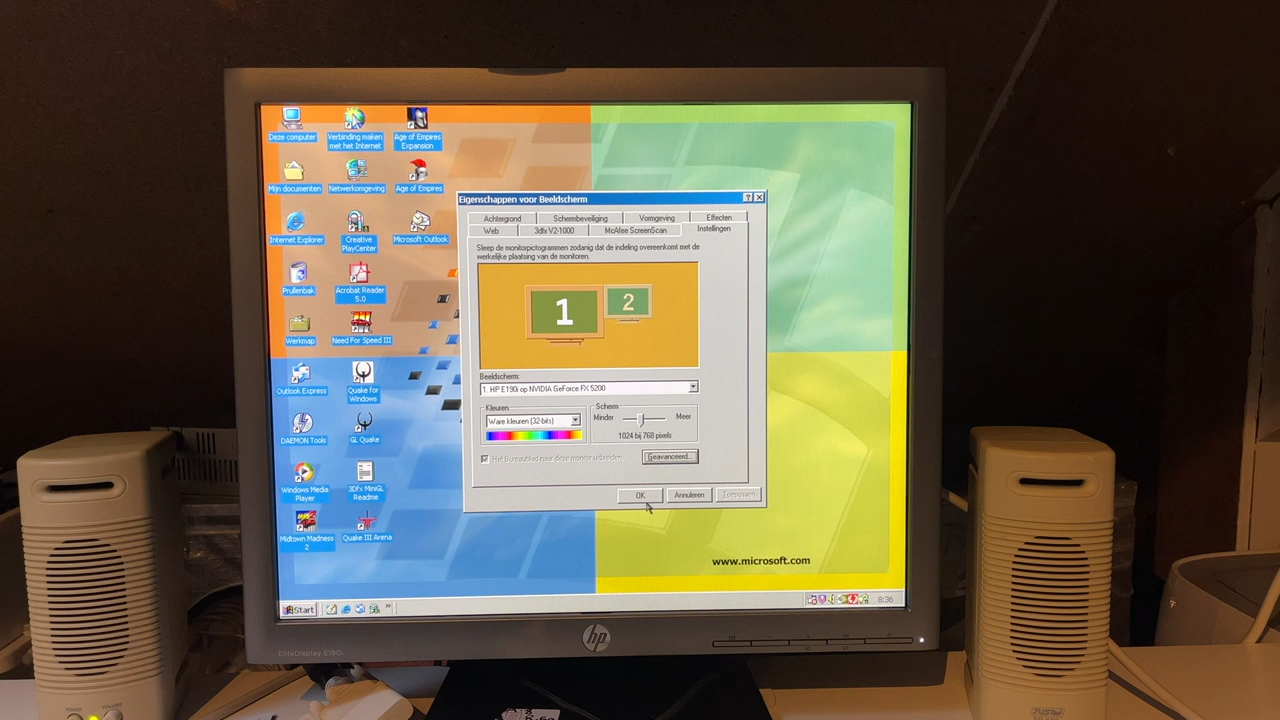 Deze computer
Verbinding maken
met het Internet
Age of Empires
Expansion
Mijn documenten
Netwerkomgeving
Age of Empires
Internet Explorer
Creative
PlayCenter
Microsoft Outlook
Prullenbak
Acrobat Reader
5.0
Werkmap
Need For Speed III
Outlook Express
Quake for
Windows
DAEMON Tools
GL Quake
Windows Media
Player
3Dfx MiniGL
Readme
Midtown Madness
2
Quake III Arena
Eigenschappen voor Beeldscherm
Achtergrond
Schermbeveiliging
Vormgeving
Effecten
Web
3dfx V2-1000
McAfee ScreenScan
Instellingen
Sleep de monitorpictogrammen zodanig dat de indeling overeenkomt met de
werkelijke plaatsing van de monitoren.
1
2
Beeldscherm:
1. HP E190i op NVIDIA GeForce FX 5200
Kleuren
Ware kleuren (32-bits)
Scherm
Minder
Meer
1024 bij 768 pixels
Het Bureaublad naar deze monitor uitbreiden
Geavanceerd...
OK
Annuleren
Toepassen
www.microsoft.com
Start
8:36
hp
EliteDisplay E190i
POWER
VOLUME